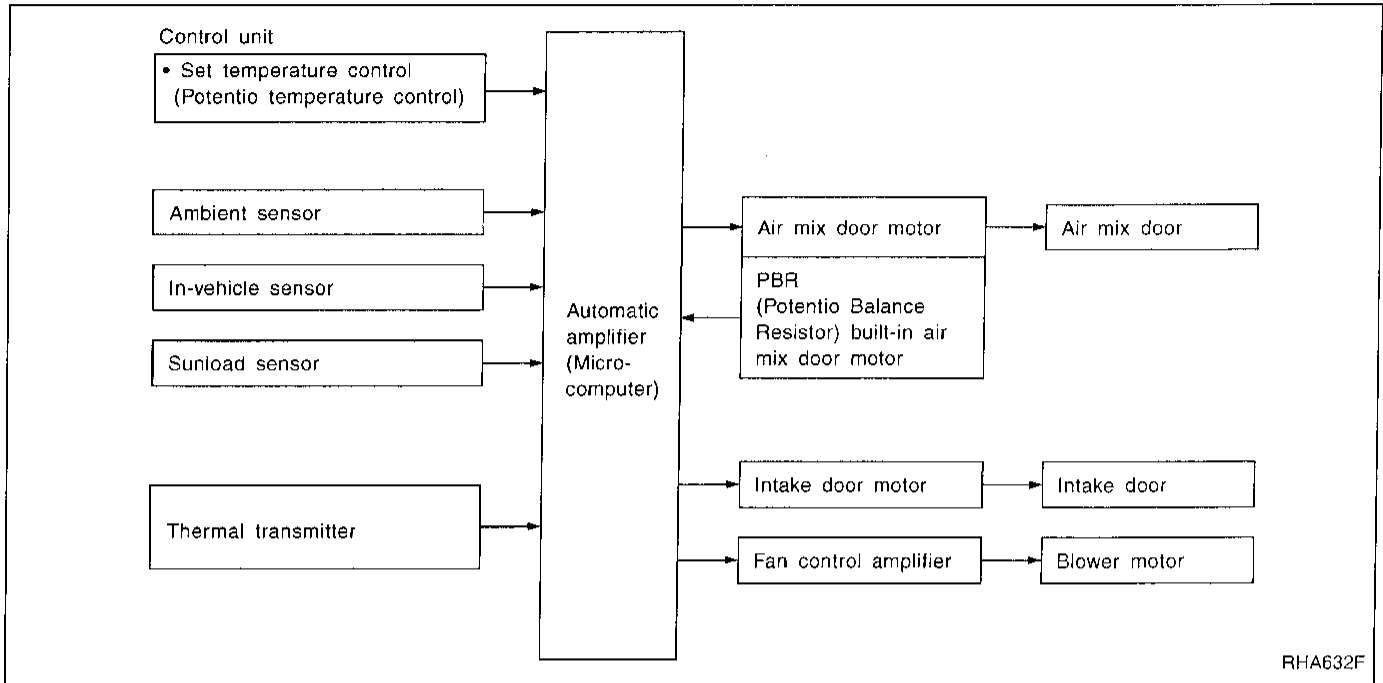 Control unit
• Set temperature control
(Potentio temperature control)
Ambient sensor
In-vehicle sensor
Sunload sensor
Thermal transmitter
Automatic
amplifier
(Micro-
computer)
Air mix door motor
PBR
(Potentio Balance
Resistor) built-in air
mix door motor
Air mix door
Intake door motor
Intake door
Fan control amplifier
Blower motor
RHA632F